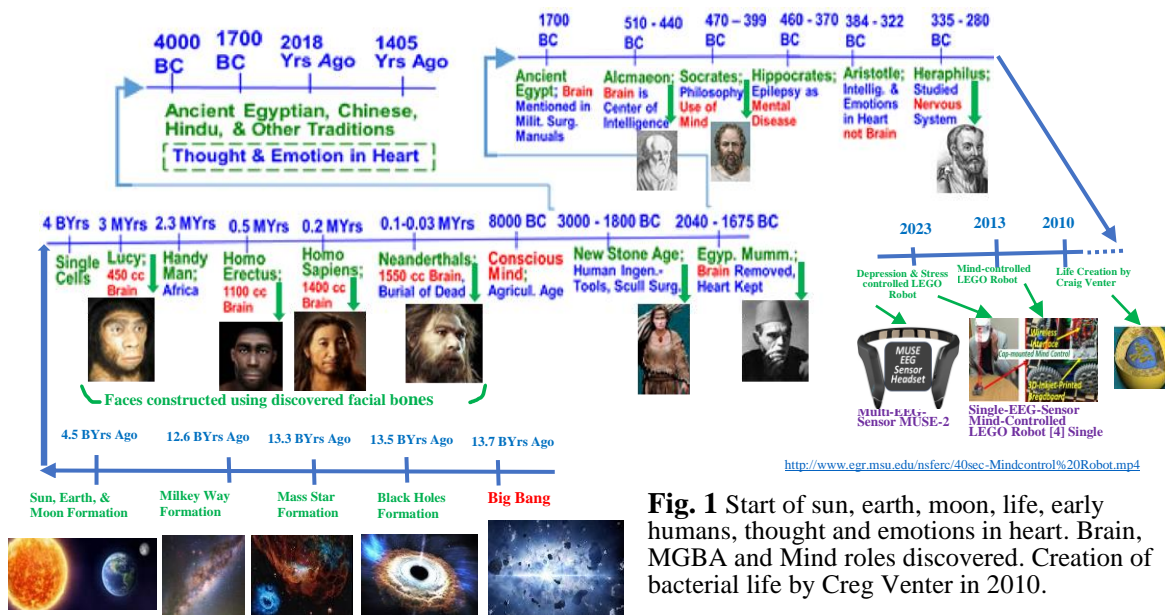 4000
BC
1700
BC
2018
Yrs Ago
1405
Yrs Ago
Ancient Egyptian, Chinese,
Hindu, & Other Traditions
Thought & Emotion in Heart
1700
BC
510 - 440
BC
470 – 399
BC
460 - 370
BC
384 - 322
BC
335 - 280
BC
Ancient
Egypt; Brain
Mentioned in
Milit. Surg.
Manuals
Alcmaeon;
Brain is
Center of
Intelligence
Socrates;
Philosophy
Use of
Mind
Hippocrates;
Epilepsy as
Mental
Disease
Aristotle;
Intellig. &
Emotions
in Heart
not Brain
Heraphilus;
Studied
Nervous
System
4 BYrs
3 MYrs
2.3 MYrs
0.5 MYrs
0.2 MYrs
0.1-0.03 MYrs
8000 BC
3000 - 1800 BC
2040 - 1675 BC
Single
Cells
Lucy;
450 cc
Brain
Handy
Man;
Africa
Homo
Erectus;
1100 cc
Brain
Homo
Sapiens;
1400 cc
Brain
Neanderthals;
1550 cc Brain,
Burial of Dead
Conscious
Mind;
Agricul. Age
New Stone Age;
Human Ingen.-
Tools, Scull Surg.
Egyp. Mumm.;
Brain Removed,
Heart Kept
Faces constructed using discovered facial bones
2023
2013
2010
Depression & Stress
controlled LEGO
Robot
Mind-controlled
LEGO Robot
Life Creation by
Craig Venter
MUSE
EEG
Sensor
Headset
Wireless
Interface
Cap-mounted Mind Control
3D-Inkjet-Printed
Breadboard
Multi-EEG-
Sensor MUSE-2
Single-EEG-Sensor
Mind-Controlled
LEGO Robot [4] Single
http://www.egr.msu.edu/nsferc/40sec-Mindcontrol%20Robot.mp4
4.5 BYrs Ago
12.6 BYrs Ago
13.3 BYrs Ago
13.5 BYrs Ago
13.7 BYrs Ago
Sun, Earth, &
Moon Formation
Milkey Way
Formation
Mass Star
Formation
Black Holes
Formation
Big Bang
Fig. 1 Start of sun, earth, moon, life, early
humans, thought and emotions in heart. Brain,
MGBA and Mind roles discovered. Creation of
bacterial life by Creg Venter in 2010.